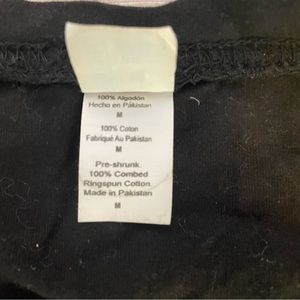 100% Algodón
Hecho en Pakistan
M
100% Coton
Fabriqué Au Pakistan
M
Pre-shrunk
100% Combed
Ringspun Cotton
Made in Pakistan
M